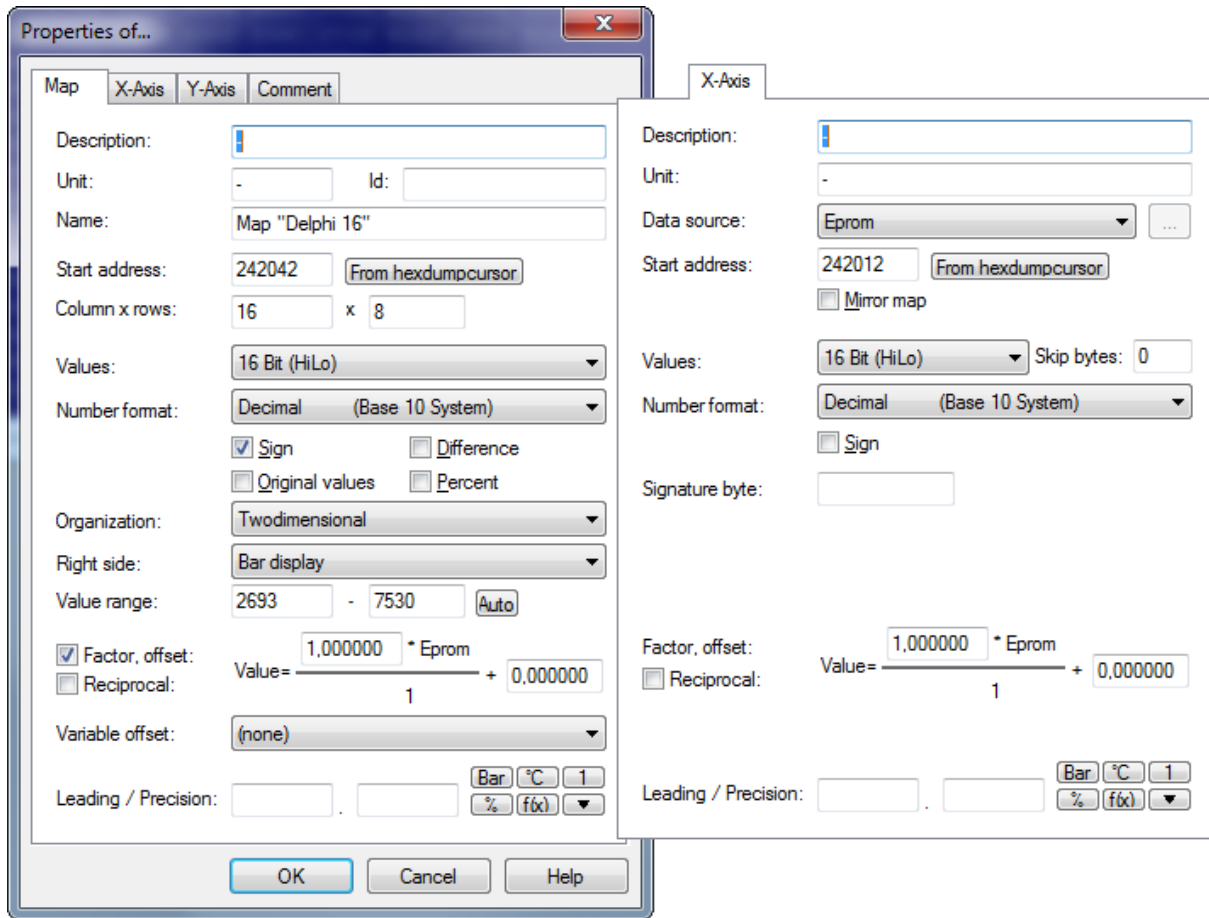 Properties of...
Map X-Axis Y-Axis Comment
Description: -
Unit: - Id:
Name: Map "Delphi 16"
Start address: 242042 From hexdumpcursor
Column x rows: 16 x 8
Values: 16 Bit (HiLo)
Number format: Decimal (Base 10 System)
Sign Difference
Original values Percent
Organization: Twodimensional
Right side: Bar display
Value range: 2693 - 7530 Auto
Factor, offset:
Reciprocal:
1,000000 * Eprom
Value= + 0,000000
1
Variable offset: (none)
Leading / Precision: . Bar °C 1
% f(x)
OK Cancel Help
X-Axis
Description: -
Unit: -
Data source: Eprom ...
Start address: 242012 From hexdumpcursor
Mirror map
Values: 16 Bit (HiLo) Skip bytes: 0
Number format: Decimal (Base 10 System)
Sign
Signature byte:
Factor, offset:
Reciprocal:
1,000000 * Eprom
Value= + 0,000000
1
Leading / Precision: . Bar °C 1
% f(x)